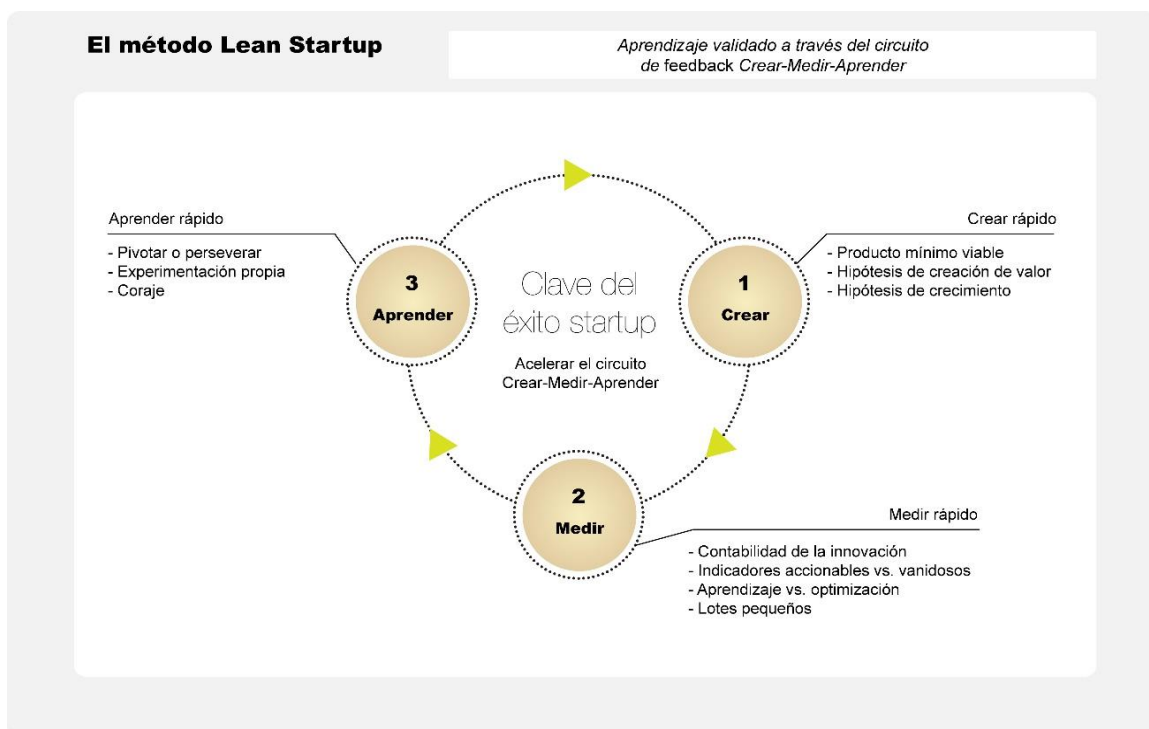 El método Lean Startup
Aprendizaje validado a través del circuito
de feedback Crear-Medir-Aprender
Aprender rápido
- Pivotar o perseverar
- Experimentación propia
- Coraje
3
Aprender
Clave del
éxito startup
Acelerar el circuito
Crear-Medir-Aprender
1
Crear
Crear rápido
- Producto mínimo viable
- Hipótesis de creación de valor
- Hipótesis de crecimiento
2
Medir
Medir rápido
- Contabilidad de la innovación
- Indicadores accionables vs. vanidosos
- Aprendizaje vs. optimización
- Lotes pequeños